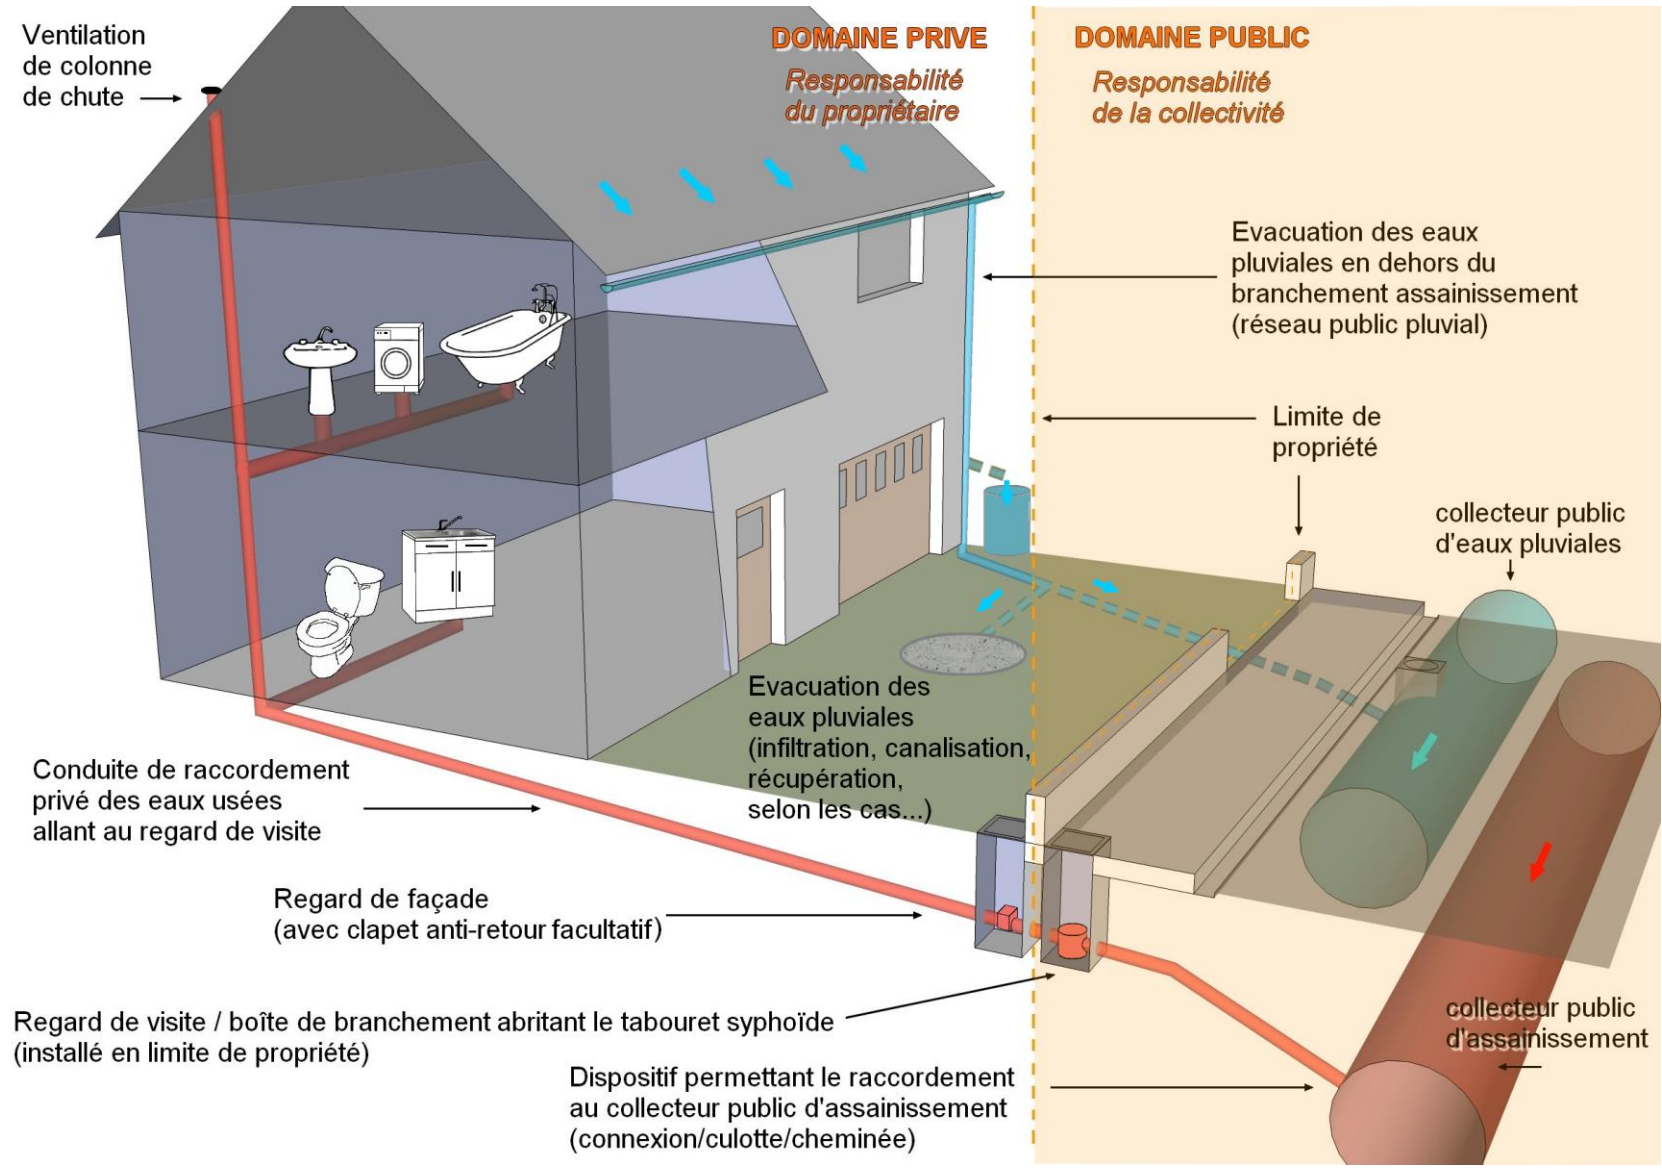 Ventilation
de colonne
de chute
DOMAINE PRIVE
Responsabilité
du propriétaire
DOMAINE PUBLIC
Responsabilité
de la collectivité
Evacuation des eaux
pluviales en dehors du
branchement assainissement
(réseau public pluvial)
Limite de
propriété
collecteur public
d'eaux pluviales
Evacuation des
eaux pluviales
(infiltration, canalisation,
récupération,
selon les cas...)
Conduite de raccordement
privé des eaux usées
allant au regard de visite
Regard de façade
(avec clapet anti-retour facultatif)
Regard de visite / boîte de branchement abritant le tabouret syphoïde
(installé en limite de propriété)
collecteur public
d'assainissement
Dispositif permettant le raccordement
au collecteur public d'assainissement
(connexion/culotte/cheminée)